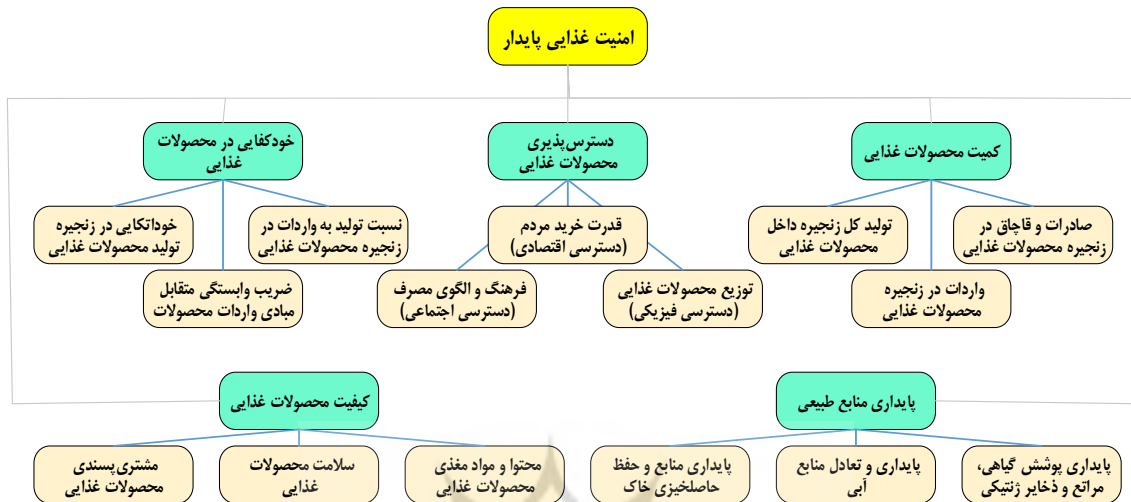 امنیت غذایی پایدار
کمیت محصولات غذایی
دسترس‌پذیری
محصولات غذایی
خودکفایی در محصولات
غذایی
صادرات و قاچاق در
زنجیره محصولات غذایی
تولید کل زنجیره داخل
محصولات غذایی
واردات در زنجیره
محصولات غذایی
قدرت خرید مردم
(دسترسی اقتصادی)
توزیع محصولات غذایی
(دسترسی فیزیکی)
فرهنگ و الگوی مصرف
(دسترسی اجتماعی)
نسبت تولید به واردات در
زنجیره محصولات غذایی
خوداتکایی در زنجیره
تولید محصولات غذایی
ضریب وابستگی متقابل
مبادی واردات محصولات
پایداری منابع طبیعی
کیفیت محصولات غذایی
پایداری پوشش گیاهی،
مراتع و ذخایر ژنتیکی
پایداری و تعادل منابع
آبی
پایداری منابع و حفظ
حاصلخیزی خاک
محتوا و مواد مغذی
محصولات غذایی
سلامت محصولات
غذایی
مشتری‌پسندی
محصولات غذایی